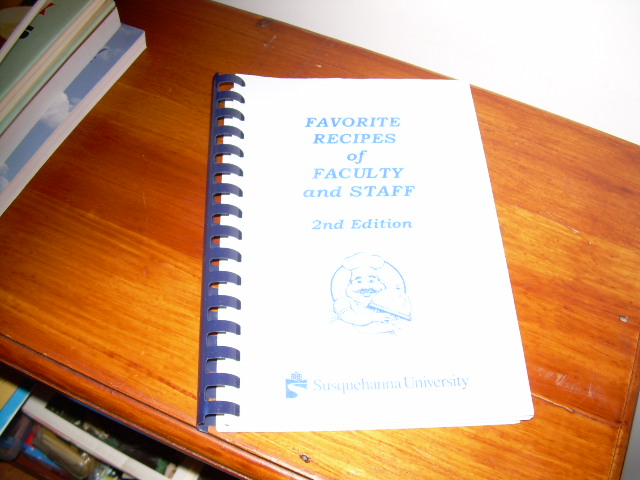 FAVORITE
RECIPES
of
FACULTY
and STAFF
2nd Edition
Susquehanna University